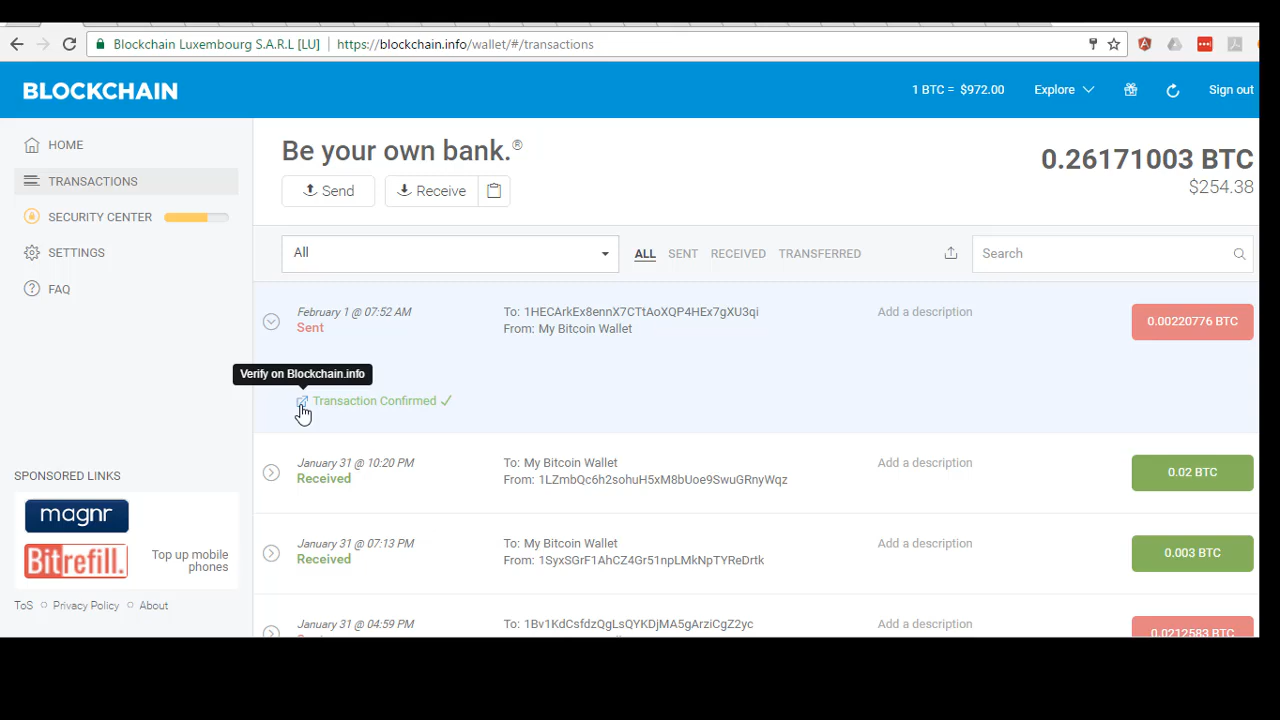 Blockchain Luxembourg S.A.R.L [LU] https://blockchain.info/wallet/#/transactions
BLOCKCHAIN
1 BTC = $972.00
Explore
Sign out
HOME
TRANSACTIONS
SECURITY CENTER
SETTINGS
FAQ
Be your own bank.®
0.26171003 BTC
$254.38
Send
Receive
All
ALL SENT RECEIVED TRANSFERRED
Search
February 1 @ 07:52 AM
Sent
To: 1HECArkEx8ennX7CTtAoXQP4HEx7gXU3qi
From: My Bitcoin Wallet
Add a description
0.00220776 BTC
Verify on Blockchain.info
Transaction Confirmed
January 31 @ 10:20 PM
Received
To: My Bitcoin Wallet
From: 1LZmbQc6h2sohuH5xM8bUoe9SwuGRnyWqz
Add a description
0.02 BTC
January 31 @ 07:13 PM
Received
To: My Bitcoin Wallet
From: 1SyxSGrF1AhCZ4Gr51npLMkNpTYReDrtk
Add a description
0.003 BTC
January 31 @ 04:59 PM
To: 1Bv1KdCsfdzQgLsQYKDjMA5gArziCgZ2yc
Add a description
0.0212583 BTC
SPONSORED LINKS
magnr
Bitrefill.
Top up mobile
phones
ToS Privacy Policy About